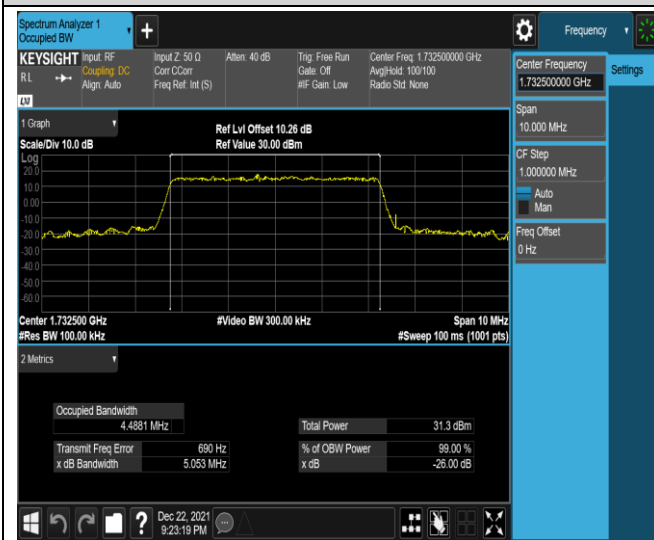 Spectrum Analyzer 1
Occupied BW
+
Frequency
KEYSIGHT
RL
LXI
Input: RF
Coupling: DC
Align: Auto
Input Z: 50 Ω
Corr CCorr
Freq Ref: Int (S)
Atten: 40 dB
Trig: Free Run
Gate: Off
#IF Gain: Low
Center Freq: 1.732500000 GHz
Avg|Hold: 100/100
Radio Std: None
Center Frequency
1.732500000 GHz
Settings
Span
10.000 MHz
CF Step
1.000000 MHz
Auto
Man
Freq Offset
0 Hz
1 Graph
Scale/Div 10.0 dB
Ref Lvl Offset 10.26 dB
Ref Value 30.00 dBm
Log
20.0
10.0
0.00
-10.0
-20.0
-30.0
-40.0
-50.0
-60.0
Center 1.732500 GHz
#Video BW 300.00 kHz
Span 10 MHz
#Res BW 100.00 kHz
#Sweep 100 ms (1001 pts)
2 Metrics
Occupied Bandwidth
4.4881 MHz
Total Power 31.3 dBm
Transmit Freq Error 690 Hz
% of OBW Power 99.00 %
x dB Bandwidth 5.053 MHz
x dB -26.00 dB
?
Dec 22, 2021
9:23:19 PM